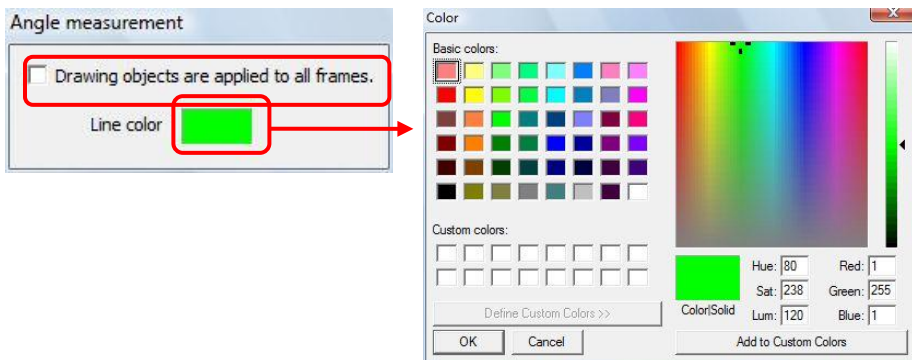 Angle measurement
Drawing objects are applied to all frames.
Line color
Color
X
Basic colors:
Custom colors:
Define Custom Colors >>
OK Cancel
Color|Solid
Hue: 80 Red: 1
Sat: 238 Green: 255
Lum: 120 Blue: 1
Add to Custom Colors